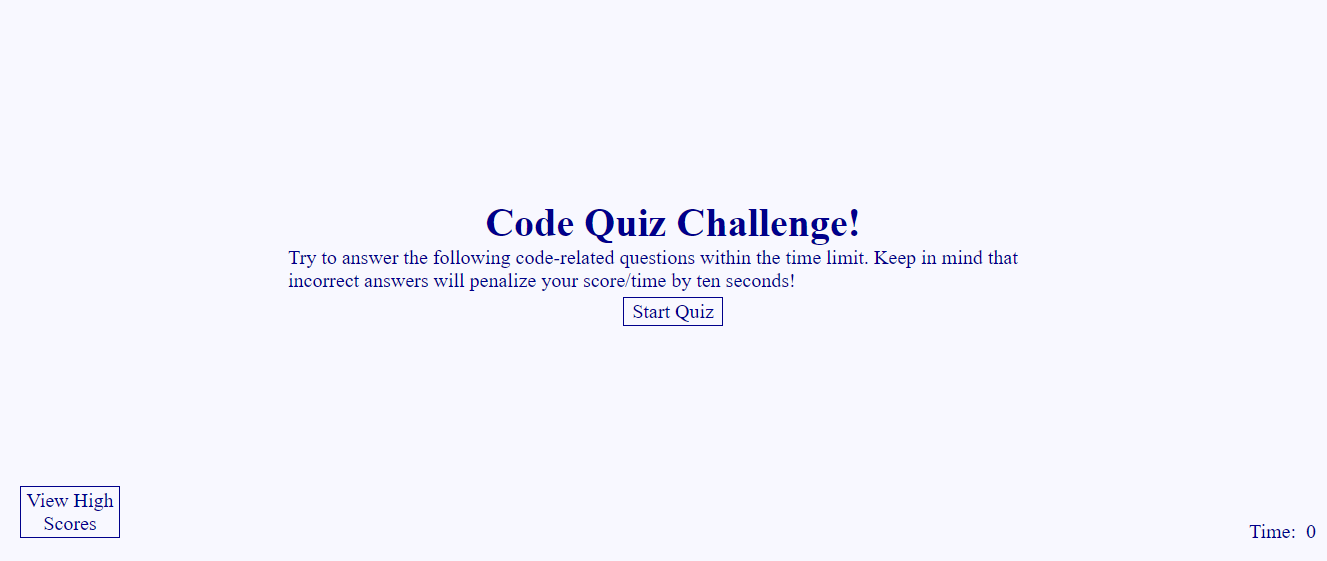 Code Quiz Challenge!
Try to answer the following code-related questions within the time limit. Keep in mind that
incorrect answers will penalize your score/time by ten seconds!
Start Quiz
View High
Scores
Time: 0